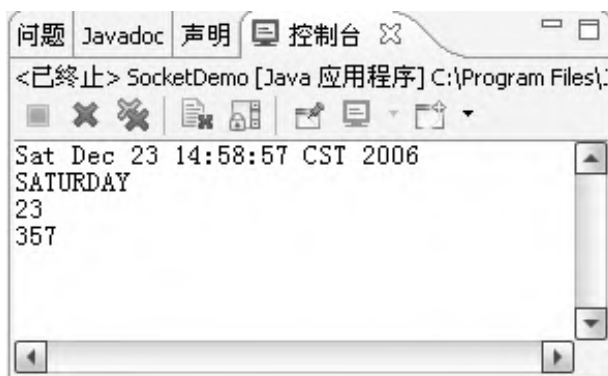 问题 Javadoc 声明 控制台
<已终止> SocketDemo [Java 应用程序] C:\Program Files\.
Sat Dec 23 14:58:57 CST 2006
SATURDAY
23
357